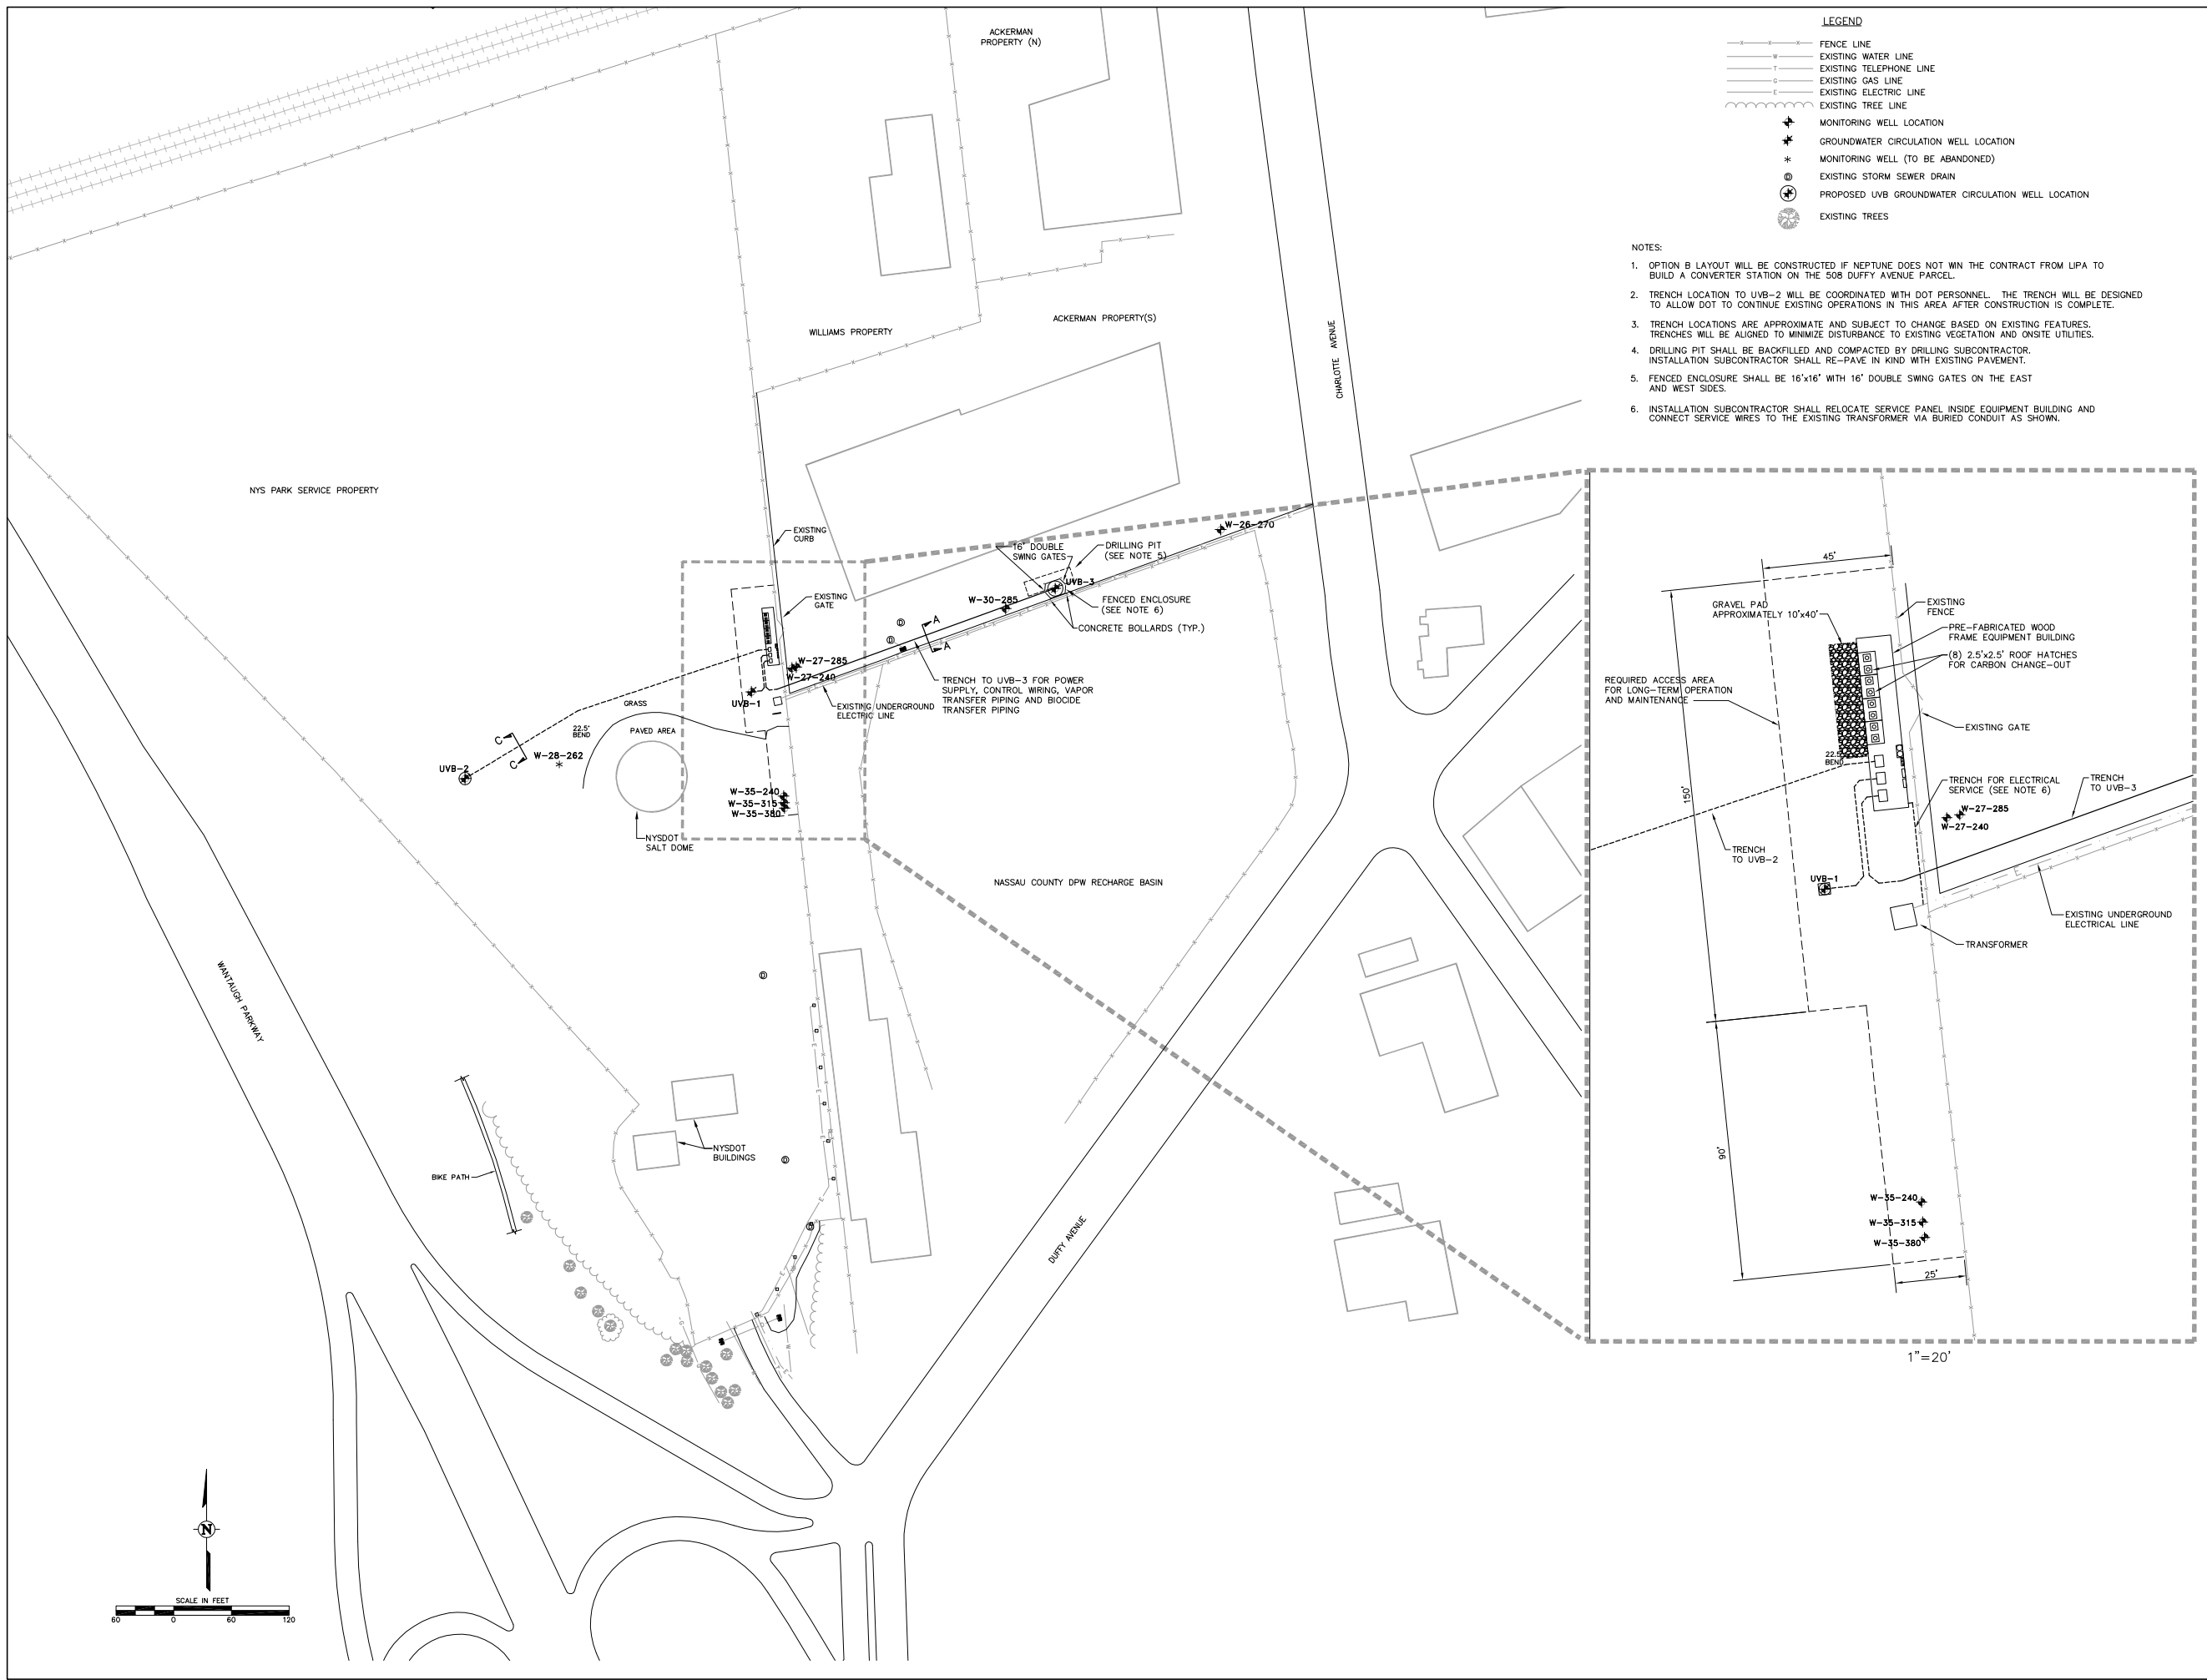 LEGEND
FENCE LINE
EXISTING WATER LINE
EXISTING TELEPHONE LINE
EXISTING GAS LINE
EXISTING ELECTRIC LINE
EXISTING TREE LINE
MONITORING WELL LOCATION
GROUNDWATER CIRCULATION WELL LOCATION
MONITORING WELL (TO BE ABANDONED)
EXISTING STORM SEWER DRAIN
PROPOSED UVB GROUNDWATER CIRCULATION WELL LOCATION
EXISTING TREES
NOTES:
1. OPTION B LAYOUT WILL BE CONSTRUCTED IF NEPTUNE DOES NOT WIN THE CONTRACT FROM LIPA TO
BUILD A CONVERTER STATION ON THE 508 DUFFY AVENUE PARCEL.
2. TRENCH LOCATION TO UVB-2 WILL BE COORDINATED WITH DOT PERSONNEL. THE TRENCH WILL BE DESIGNED
TO ALLOW DOT TO CONTINUE EXISTING OPERATIONS IN THIS AREA AFTER CONSTRUCTION IS COMPLETE.
3. TRENCH LOCATIONS ARE APPROXIMATE AND SUBJECT TO CHANGE BASED ON EXISTING FEATURES.
TRENCHES WILL BE ALIGNED TO MINIMIZE DISTURBANCE TO EXISTING VEGETATION AND ONSITE UTILITIES.
4. DRILLING PIT SHALL BE BACKFILLED AND COMPACTED BY DRILLING SUBCONTRACTOR.
INSTALLATION SUBCONTRACTOR SHALL RE-PAVE IN KIND WITH EXISTING PAVEMENT.
5. FENCED ENCLOSURE SHALL BE 16'x16' WITH 16' DOUBLE SWING GATES ON THE EAST
AND WEST SIDES.
6. INSTALLATION SUBCONTRACTOR SHALL RELOCATE SERVICE PANEL INSIDE EQUIPMENT BUILDING AND
CONNECT SERVICE WIRES TO THE EXISTING TRANSFORMER VIA BURIED CONDUIT AS SHOWN.
ACKERMAN
PROPERTY (N)
WILLIAMS PROPERTY
ACKERMAN PROPERTY(S)
CHARLOTTE AVENUE
NYS PARK SERVICE PROPERTY
EXISTING
CURB
16' DOUBLE
SWING GATES
DRILLING PIT
(SEE NOTE 5)
W-26-270
UVB-3
W-30-285
FENCED ENCLOSURE
(SEE NOTE 6)
CONCRETE BOLLARDS (TYP.)
EXISTING
GATE
A
A
W-27-285
W-27-240
TRENCH TO UVB-3 FOR POWER
SUPPLY, CONTROL WIRING, VAPOR
TRANSFER PIPING AND BIOCIDE
TRANSFER PIPING
UVB-1
EXISTING UNDERGROUND
ELECTRIC LINE
GRASS
22.5°
BEND
PAVED AREA
C
C
W-28-262
UVB-2
W-35-240
W-35-315
W-35-380
NYSDOT
SALT DOME
NASSAU COUNTY DPW RECHARGE BASIN
WANTAUGH PARKWAY
NYSDOT
BUILDINGS
BIKE PATH
DUFFY AVENUE
N
SCALE IN FEET
60 0 60 120
45'
GRAVEL PAD
APPROXIMATELY 10'x40'
EXISTING
FENCE
PRE-FABRICATED WOOD
FRAME EQUIPMENT BUILDING
(8) 2.5'x2.5' ROOF HATCHES
FOR CARBON CHANGE-OUT
REQUIRED ACCESS AREA
FOR LONG-TERM OPERATION
AND MAINTENANCE
EXISTING GATE
22.5°
BEND
150'
TRENCH FOR ELECTRICAL
SERVICE (SEE NOTE 6)
TRENCH
TO UVB-3
W-27-285
W-27-240
TRENCH
TO UVB-2
UVB-1
EXISTING UNDERGROUND
ELECTRICAL LINE
TRANSFORMER
90'
W-35-240
W-35-315
W-35-380
25'
1"=20'